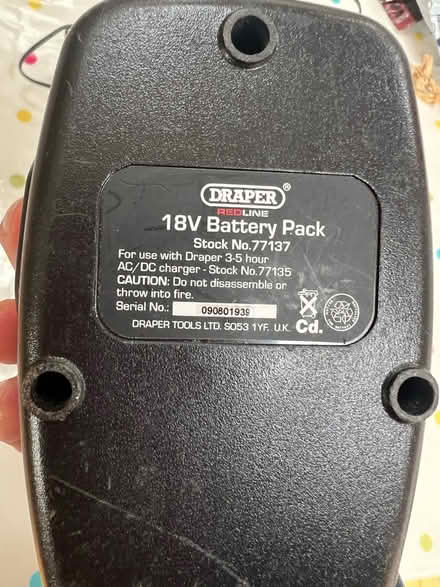 DRAPER®
REDLINE
18V Battery Pack
Stock No.77137
For use with Draper 3-5 hour
AC/DC charger - Stock No.77135
CAUTION: Do not disassemble or
throw into fire.
Serial No.: 090801939
Cd.
DRAPER TOOLS LTD. SO53 1YF. U.K.